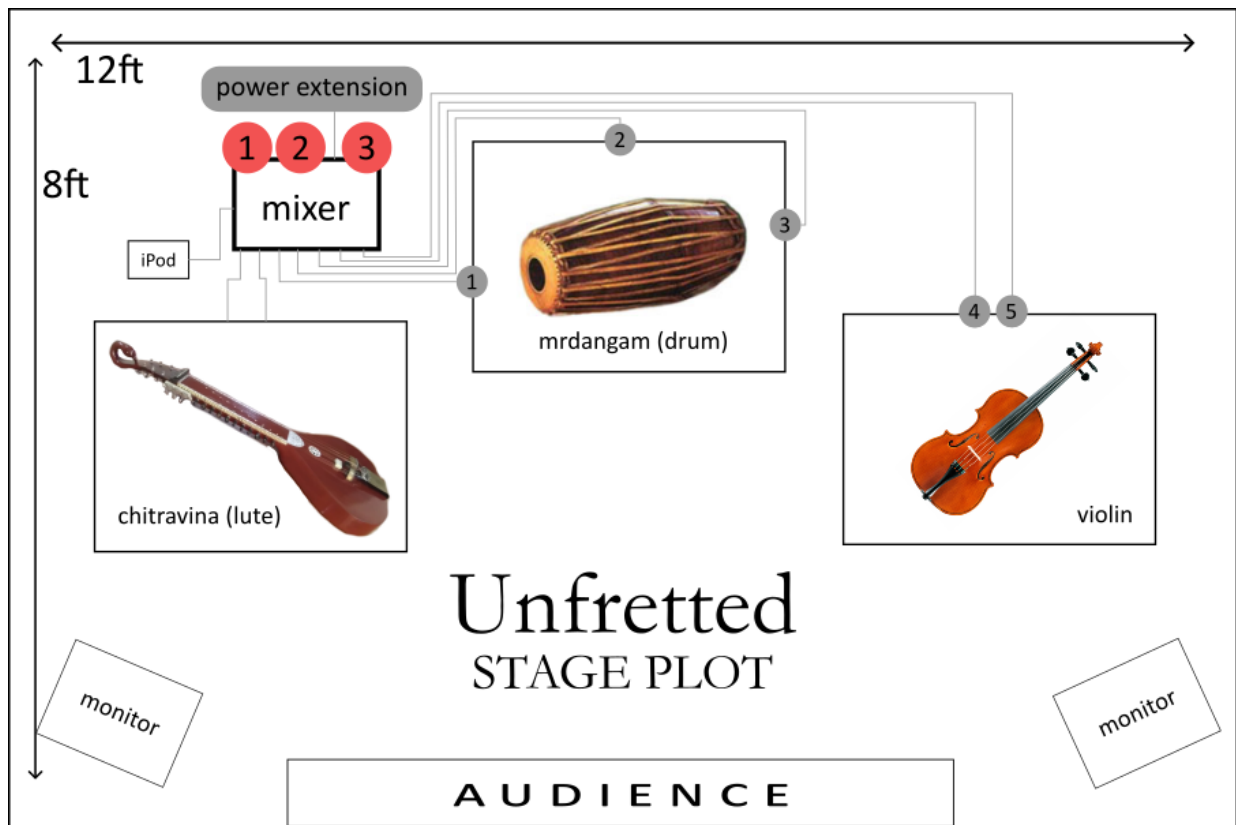 12ft
8ft
power extension
1 2 3
mixer
iPod
1
2
3
mrdangam (drum)
4 5
chitravina (lute)
violin
Unfretted
STAGE PLOT
monitor
monitor
AUDIENCE